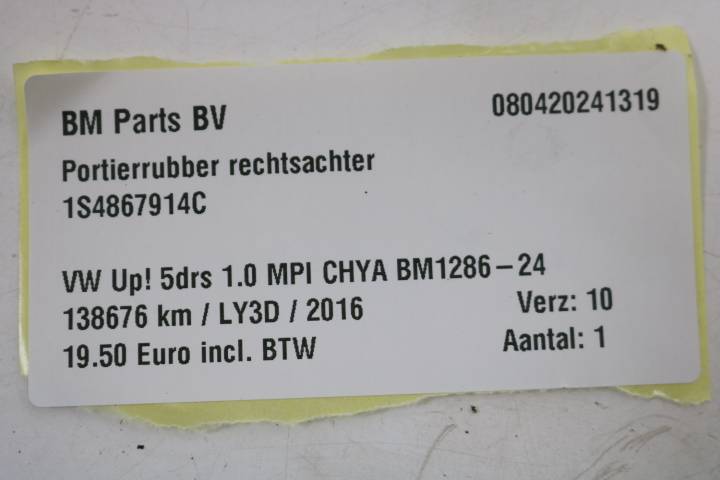 BM Parts BV 080420241319
Portierrubber rechtsachter
1S4867914C
VW Up! 5drs 1.0 MPI CHYA BM1286-24
138676 km / LY3D / 2016 Verz: 10
19.50 Euro incl. BTW Aantal: 1